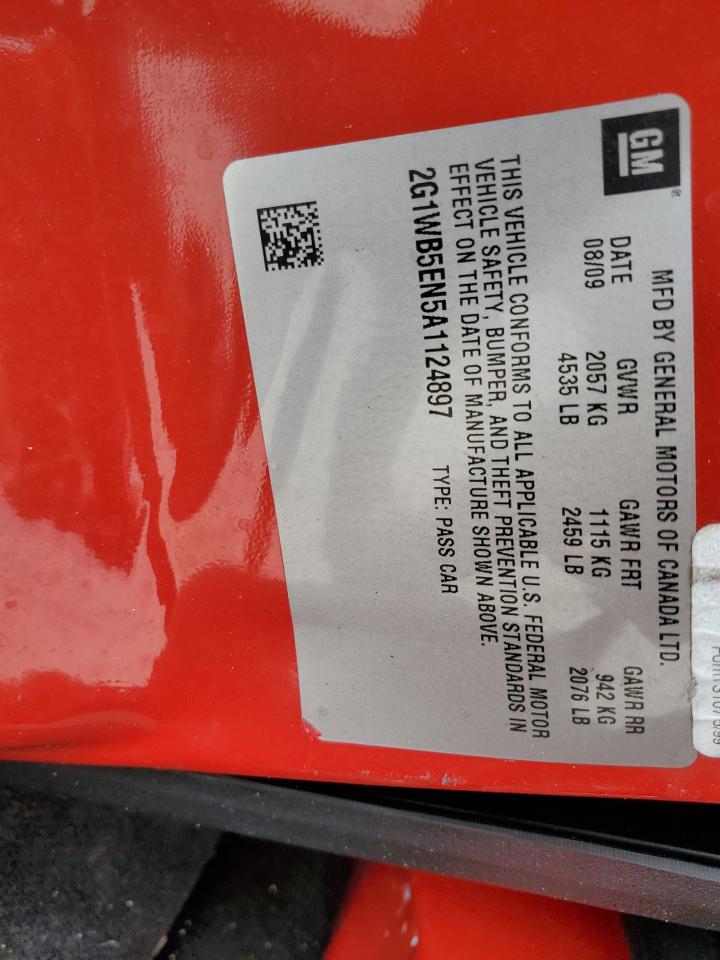 GM®
MFD BY GENERAL MOTORS OF CANADA LTD.
DATE GVWR GAWR FRT GAWR RR
08/09 2057 KG 1115 KG 942 KG
4535 LB 2459 LB 2076 LB
THIS VEHICLE CONFORMS TO ALL APPLICABLE U.S. FEDERAL MOTOR
VEHICLE SAFETY, BUMPER, AND THEFT PREVENTION STANDARDS IN
EFFECT ON THE DATE OF MANUFACTURE SHOWN ABOVE.
2G1WB5EN5A1124897 TYPE: PASS CAR